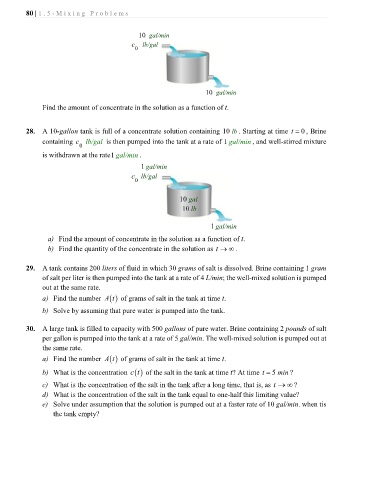 80 | 1.5-Mixing Problems
10 gal/min
c₀ lb/gal
10 gal/min
Find the amount of concentrate in the solution as a function of t.
28. A 10-gallon tank is full of a concentrate solution containing 10 lb . Starting at time t = 0 , Brine
containing c₀ lb/gal is then pumped into the tank at a rate of 1 gal/min , and well-stirred mixture
is withdrawn at the rate1 gal/min .
1 gal/min
c₀ lb/gal
10 gal
10 lb
1 gal/min
a) Find the amount of concentrate in the solution as a function of t.
b) Find the quantity of the concentrate in the solution as t → ∞ .
29. A tank contains 200 liters of fluid in which 30 grams of salt is dissolved. Brine containing 1 gram
of salt per liter is then pumped into the tank at a rate of 4 L/min; the well-mixed solution is pumped
out at the same rate.
a) Find the number A(t) of grams of salt in the tank at time t.
b) Solve by assuming that pure water is pumped into the tank.
30. A large tank is filled to capacity with 500 gallons of pure water. Brine containing 2 pounds of salt
per gallon is pumped into the tank at a rate of 5 gal/min. The well-mixed solution is pumped out at
the same rate.
a) Find the number A(t) of grams of salt in the tank at time t.
b) What is the concentration c(t) of the salt in the tank at time t? At time t = 5 min ?
c) What is the concentration of the salt in the tank after a long time, that is, as t → ∞ ?
d) What is the concentration of the salt in the tank equal to one-half this limiting value?
e) Solve under assumption that the solution is pumped out at a faster rate of 10 gal/min. when tis
the tank empty?